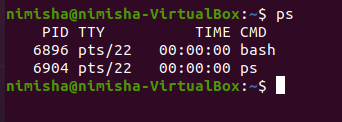 nimisha@nimisha-VirtualBox:~$ ps
    PID TTY          TIME CMD
   6896 pts/22   00:00:00 bash
   6904 pts/22   00:00:00 ps
nimisha@nimisha-VirtualBox:~$